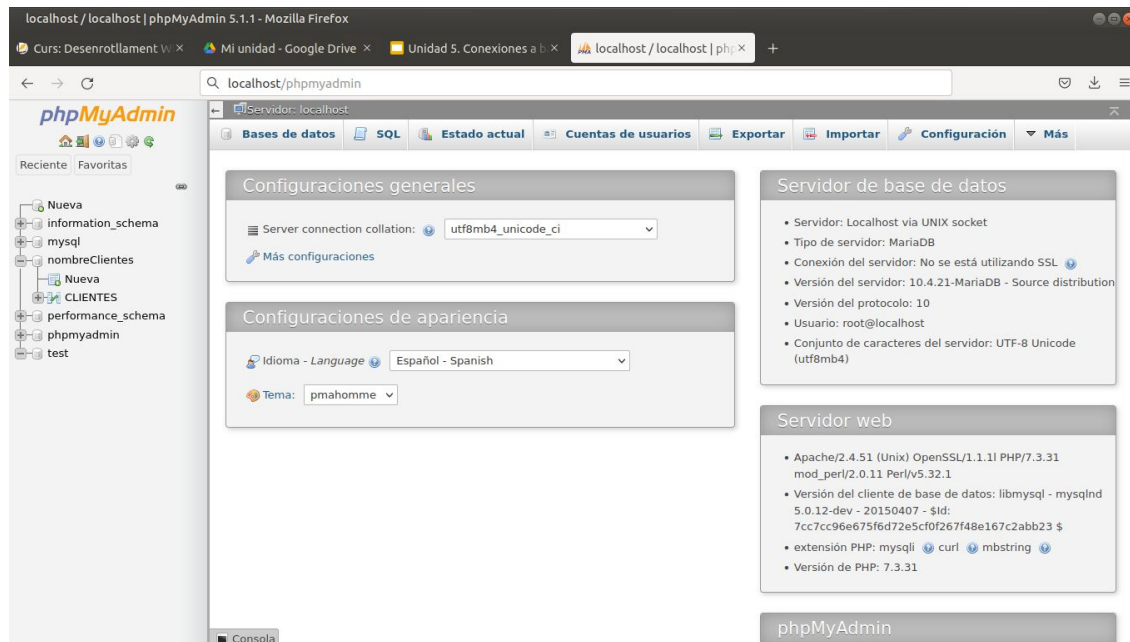 localhost / localhost | phpMyAdmin 5.1.1 - Mozilla Firefox
Curs: Desenrotllament W
Mi unidad - Google Drive
Unidad 5. Conexiones a b
localhost / localhost | php
localhost/phpmyadmin
phpMyAdmin
Reciente Favoritas
Nueva
information_schema
mysql
nombreClientes
Nueva
CLIENTES
performance_schema
phpmyadmin
test
Servidor: localhost
Bases de datos SQL Estado actual Cuentas de usuarios Exportar Importar Configuración Más
Configuraciones generales
Server connection collation: utf8mb4_unicode_ci
Más configuraciones
Configuraciones de apariencia
Idioma - Language Español - Spanish
Tema: pmahomme
Servidor de base de datos
• Servidor: Localhost via UNIX socket
• Tipo de servidor: MariaDB
• Conexión del servidor: No se está utilizando SSL
• Versión del servidor: 10.4.21-MariaDB - Source distribution
• Versión del protocolo: 10
• Usuario: root@localhost
• Conjunto de caracteres del servidor: UTF-8 Unicode
(utf8mb4)
Servidor web
• Apache/2.4.51 (Unix) OpenSSL/1.1.1l PHP/7.3.31
mod_perl/2.0.11 Perl/v5.32.1
• Versión del cliente de base de datos: libmysql - mysqlnd
5.0.12-dev - 20150407 - $Id:
7cc7cc96e675f6d72e5cf0f267f48e167c2abb23 $
• extensión PHP: mysqli curl mbstring
• Versión de PHP: 7.3.31
phpMyAdmin
Consola